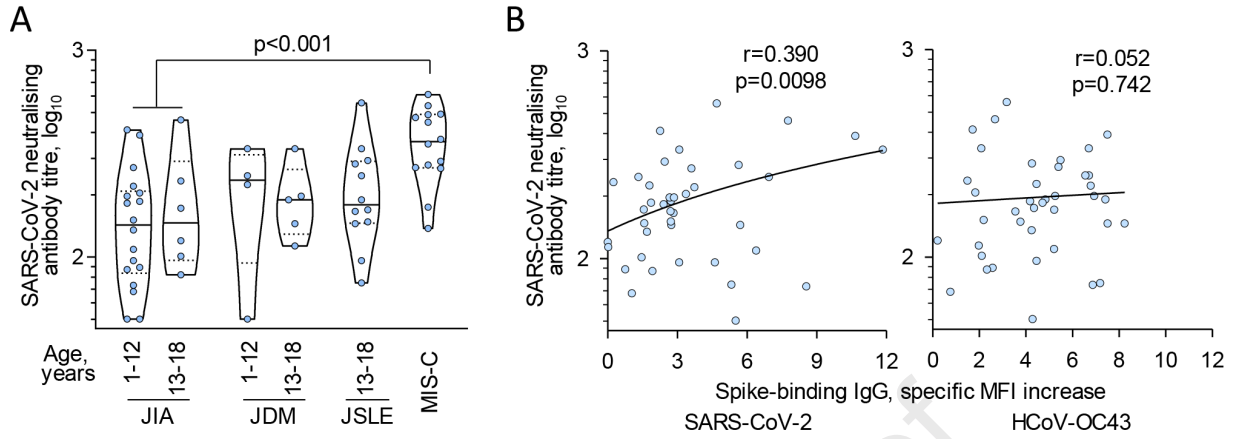 A
SARS-CoV-2 neutralising
antibody titre, log10
3
2
p<0.001
Age,
years
1-12
13-18
1-12
13-18
13-18
MIS-C
JIA
JDM
JSLE
B
SARS-CoV-2 neutralising
antibody titre, log10
3
2
r=0.390
p=0.0098
0 3 6 9 12
3
2
r=0.052
p=0.742
0 2 4 6 8 10 12
Spike-binding IgG, specific MFI increase
SARS-CoV-2
HCoV-OC43